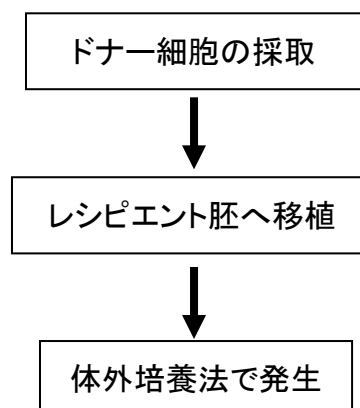 ドナー細胞の採取
レシピエント胚へ移植
体外培養法で発生